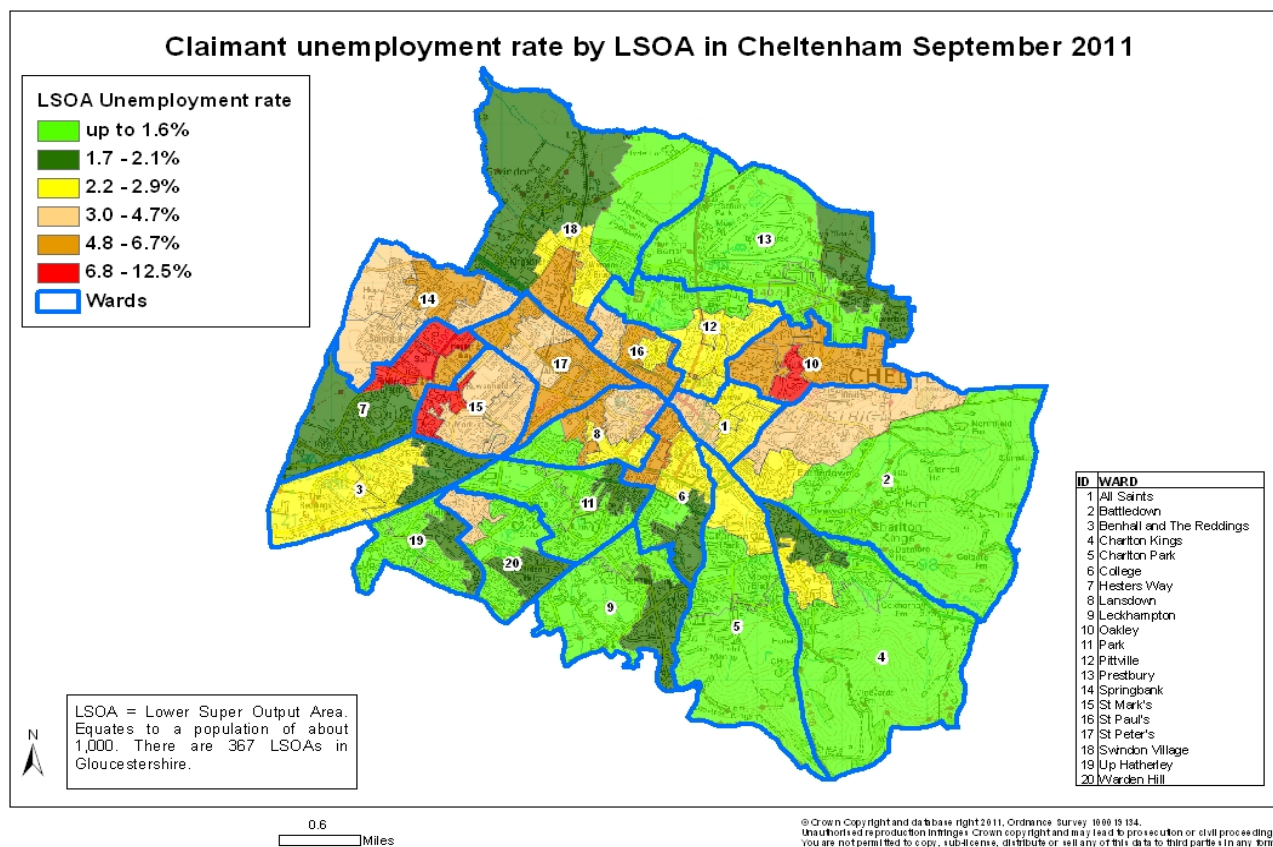 Claimant unemployment rate by LSOA in Cheltenham September 2011
LSOA Unemployment rate
up to 1.6%
1.7 - 2.1%
2.2 - 2.9%
3.0 - 4.7%
4.8 - 6.7%
6.8 - 12.5%
Wards
18
13
14
12
16
10
17
7
15
1
8
2
3
6
11
19
20
9
5
4
ID WARD
1 All Saints
2 Battledown
3 Benhall and The Reddings
4 Charlton Kings
5 Charlton Park
6 College
7 Hesters Way
8 Lansdown
9 Leckhampton
10 Oakley
11 Park
12 Pittville
13 Prestbury
14 Springbank
15 St Mark's
16 St Paul's
17 St Peter's
18 Swindon Village
19 Up Hatherley
20 Warden Hill
LSOA = Lower Super Output Area.
Equates to a population of about
1,000. There are 367 LSOAs in
Gloucestershire.
N
0.6
Miles
© Crown Copyright and database right 2011, Ordnance Survey 100019134.
Unauthorised reproduction infringes Crown copyright and may lead to prosecution or civil proceeding
You are not permitted to copy, sub-license, distribute or sell any of this data to third parties in any form